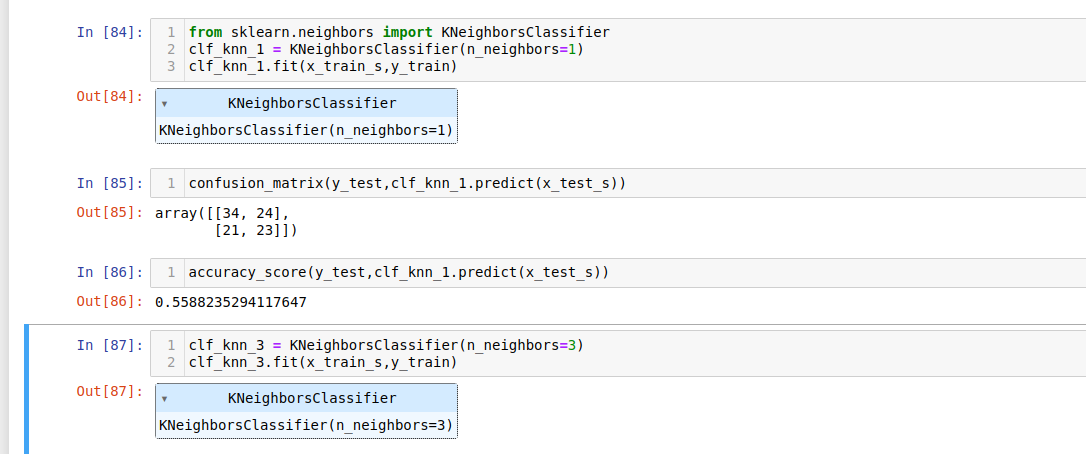 In [84]:
1 from sklearn.neighbors import KNeighborsClassifier
2 clf_knn_1 = KNeighborsClassifier(n_neighbors=1)
3 clf_knn_1.fit(x_train_s,y_train)
Out[84]:
▾ KNeighborsClassifier
KNeighborsClassifier(n_neighbors=1)
In [85]:
1 confusion_matrix(y_test,clf_knn_1.predict(x_test_s))
Out[85]:
array([[34, 24],
[21, 23]])
In [86]:
1 accuracy_score(y_test,clf_knn_1.predict(x_test_s))
Out[86]:
0.5588235294117647
In [87]:
1 clf_knn_3 = KNeighborsClassifier(n_neighbors=3)
2 clf_knn_3.fit(x_train_s,y_train)
Out[87]:
▾ KNeighborsClassifier
KNeighborsClassifier(n_neighbors=3)